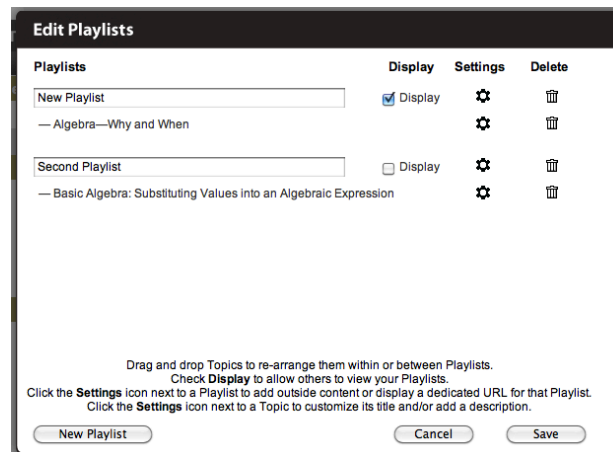 Edit Playlists
Playlists Display Settings Delete
New Playlist Display
— Algebra—Why and When
Second Playlist Display
— Basic Algebra: Substituting Values into an Algebraic Expression
Drag and drop Topics to re-arrange them within or between Playlists.
Check Display to allow others to view your Playlists.
Click the Settings icon next to a Playlist to add outside content or display a dedicated URL for that Playlist.
Click the Settings icon next to a Topic to customize its title and/or add a description.
New Playlist Cancel Save